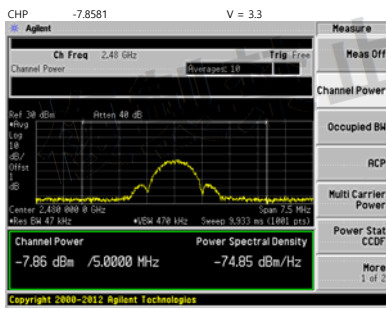 CHP -7.8581 V = 3.3
Agilent Measure
Ch Freq 2.48 GHz Trig Free
Channel Power Averages: 10
Meas Off
Channel Power
Occupied BW
ACP
Multi Carrier
Power
Power Stat
CCDF
More
1 of 2
Ref 30 dBm Atten 40 dB
#Avg
Log
10
dB/
Offst
1
dB
Center 2.480 000 0 GHz Span 7.5 MHz
#Res BW 47 kHz #VBW 470 kHz Sweep 9.933 ms (1001 pts)
Channel Power Power Spectral Density
-7.86 dBm /5.0000 MHz -74.85 dBm/Hz
Copyright 2000-2012 Agilent Technologies